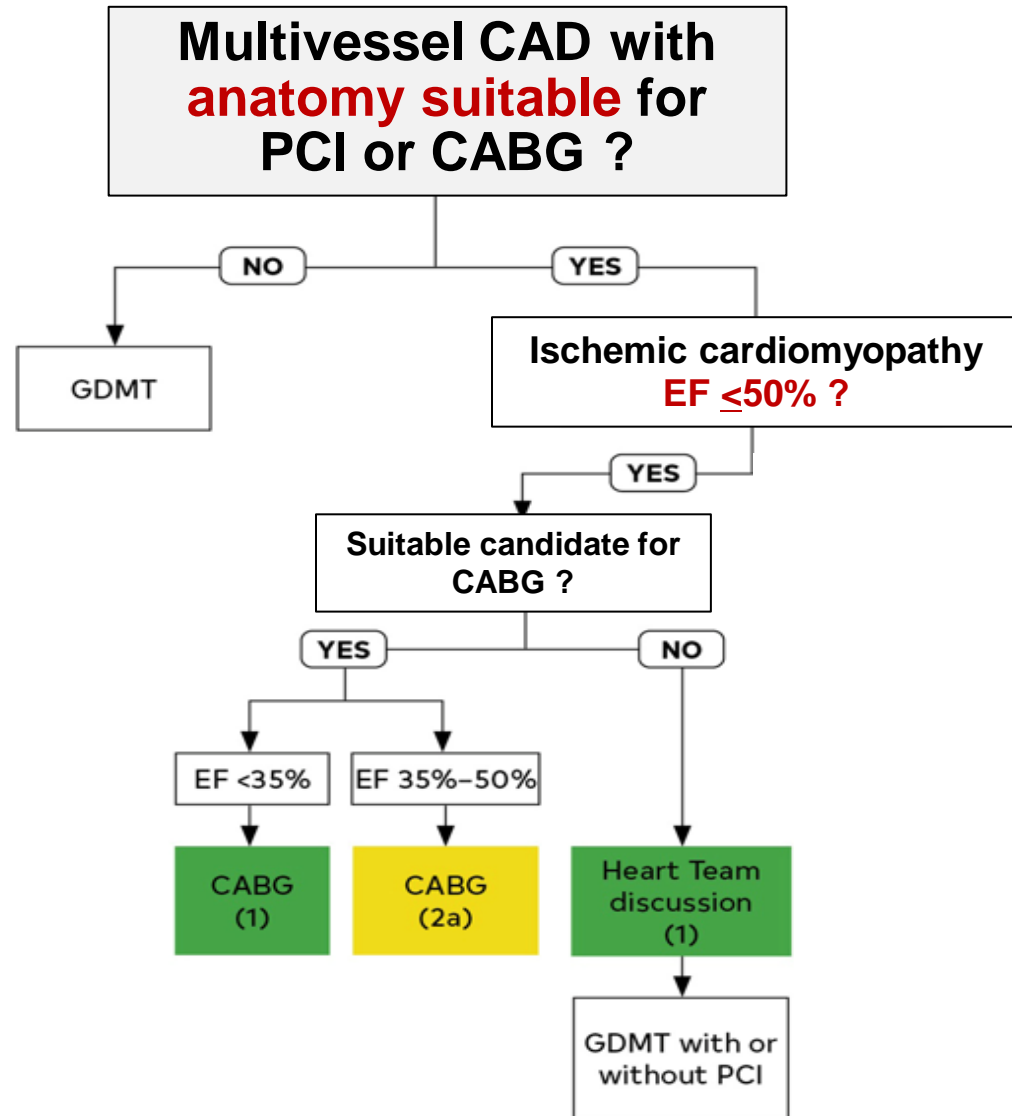 Multivessel CAD with
anatomy suitable for
PCI or CABG ?
NO
YES
GDMT
Ischemic cardiomyopathy
EF ≤50% ?
YES
Suitable candidate for
CABG ?
YES
NO
EF <35%
EF 35%–50%
CABG
(1)
CABG
(2a)
Heart Team
discussion
(1)
GDMT with or
without PCI